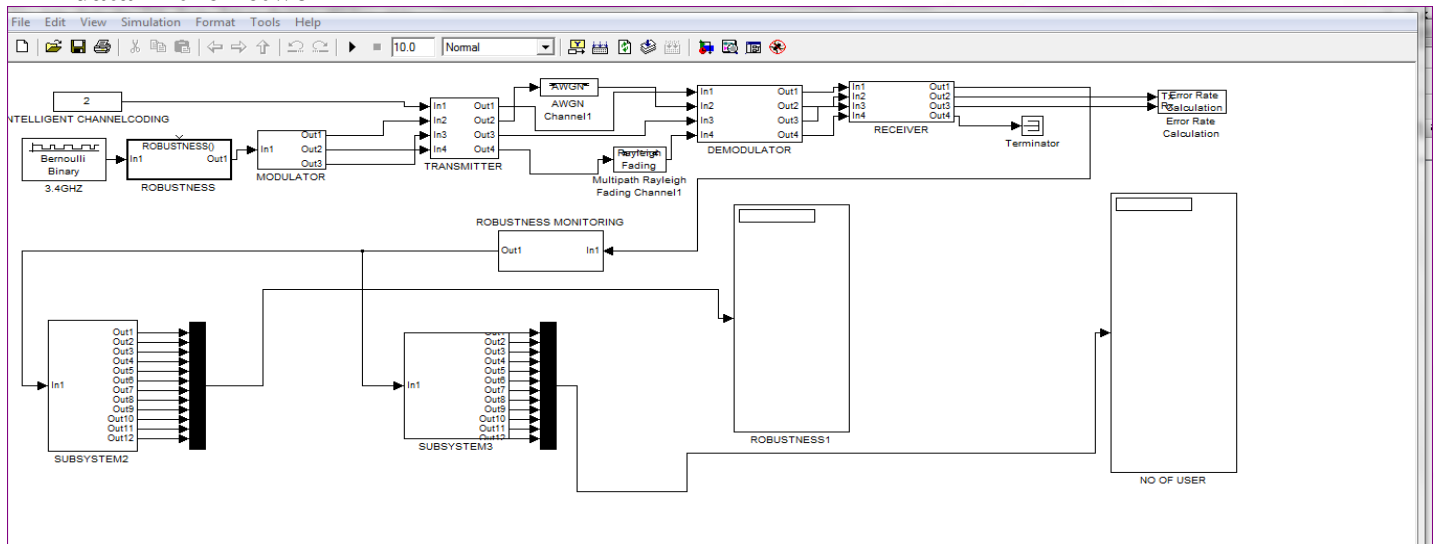 File Edit View Simulation Format Tools Help
10.0 Normal
2
INTELLIGENT CHANNELCODING
Bernoulli
Binary
3.4GHZ
ROBUSTNESS()
In1 Out1
ROBUSTNESS
In1 Out1
Out2
Out3
MODULATOR
In1 Out1
In2 Out2
In3 Out3
In4 Out4
TRANSMITTER
AWGN
AWGN
Channel1
Rayleigh
Fading
Multipath Rayleigh
Fading Channel1
In1 Out1
In2 Out2
In3 Out3
In4 Out4
DEMODULATOR
In1 Out1
In2 Out2
In3 Out3
In4 Out4
RECEIVER
Terminator
Tx Error Rate
Rx Calculation
Error Rate
Calculation
ROBUSTNESS MONITORING
Out1 In1
In1
Out1
Out2
Out3
Out4
Out5
Out6
Out7
Out8
Out9
Out10
Out11
Out12
SUBSYSTEM2
In1
Out1
Out2
Out3
Out4
Out5
Out6
Out7
Out8
Out9
Out10
Out11
Out12
SUBSYSTEM3
ROBUSTNESS1
NO OF USER